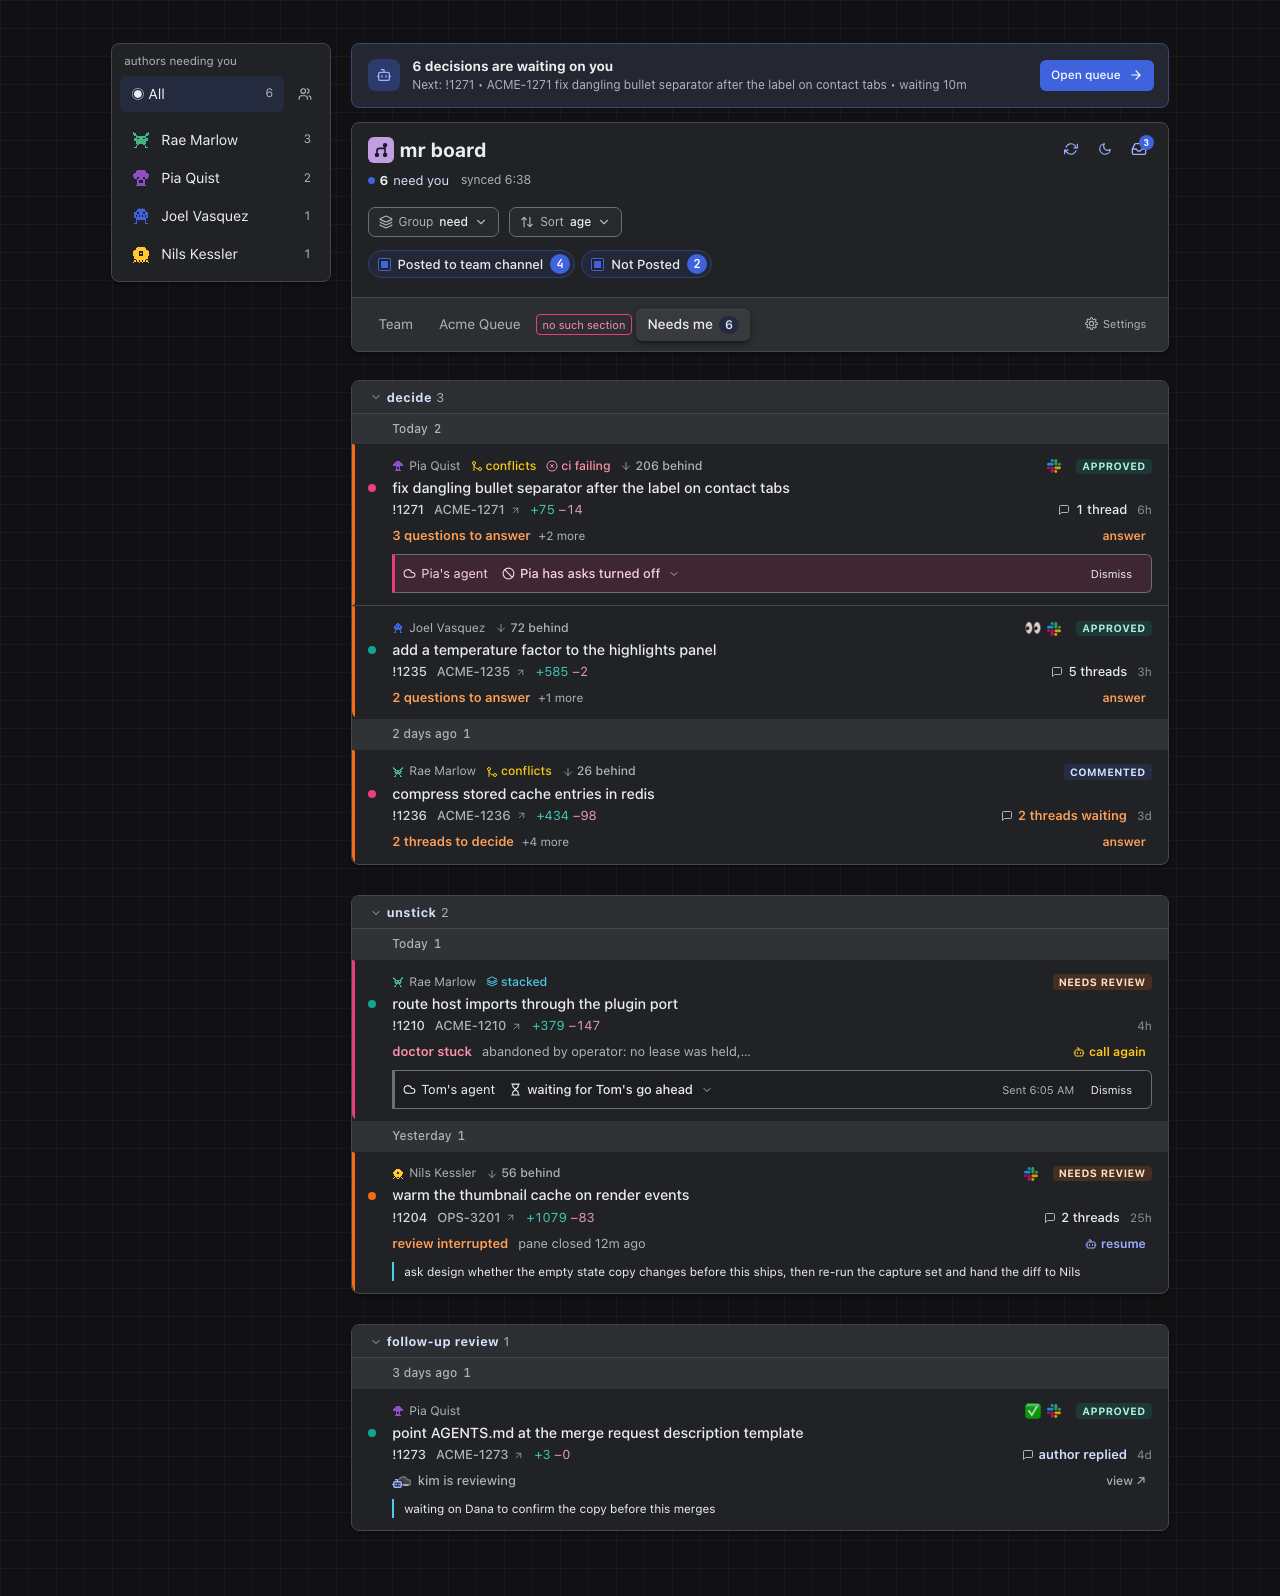 authors needing you
All 6
Rae Marlow 3
Pia Quist 2
Joel Vasquez 1
Nils Kessler 1
6 decisions are waiting on you
Next: !1271 • ACME-1271 fix dangling bullet separator after the label on contact tabs • waiting 10m
Open queue
mr board
3
6 need you synced 6:38
Group need
Sort age
Posted to team channel 4
Not Posted 2
Team
Acme Queue
no such section
Needs me 6
Settings
decide 3
Today 2
Pia Quist conflicts ci failing 206 behind APPROVED
fix dangling bullet separator after the label on contact tabs
!1271 ACME-1271 ↗ +75 −14 1 thread 6h
3 questions to answer +2 more answer
Pia's agent Pia has asks turned off Dismiss
Joel Vasquez 72 behind APPROVED
add a temperature factor to the highlights panel
!1235 ACME-1235 ↗ +585 −2 5 threads 3h
2 questions to answer +1 more answer
2 days ago 1
Rae Marlow conflicts 26 behind COMMENTED
compress stored cache entries in redis
!1236 ACME-1236 ↗ +434 −98 2 threads waiting 3d
2 threads to decide +4 more answer
unstick 2
Today 1
Rae Marlow stacked NEEDS REVIEW
route host imports through the plugin port
!1210 ACME-1210 ↗ +379 −147 4h
doctor stuck abandoned by operator: no lease was held,… call again
Tom's agent waiting for Tom's go ahead Sent 6:05 AM Dismiss
Yesterday 1
Nils Kessler 56 behind NEEDS REVIEW
warm the thumbnail cache on render events
!1204 OPS-3201 ↗ +1079 −83 2 threads 25h
review interrupted pane closed 12m ago resume
ask design whether the empty state copy changes before this ships, then re-run the capture set and hand the diff to Nils
follow-up review 1
3 days ago 1
Pia Quist APPROVED
point AGENTS.md at the merge request description template
!1273 ACME-1273 ↗ +3 −0 author replied 4d
kim is reviewing view ↗
waiting on Dana to confirm the copy before this merges